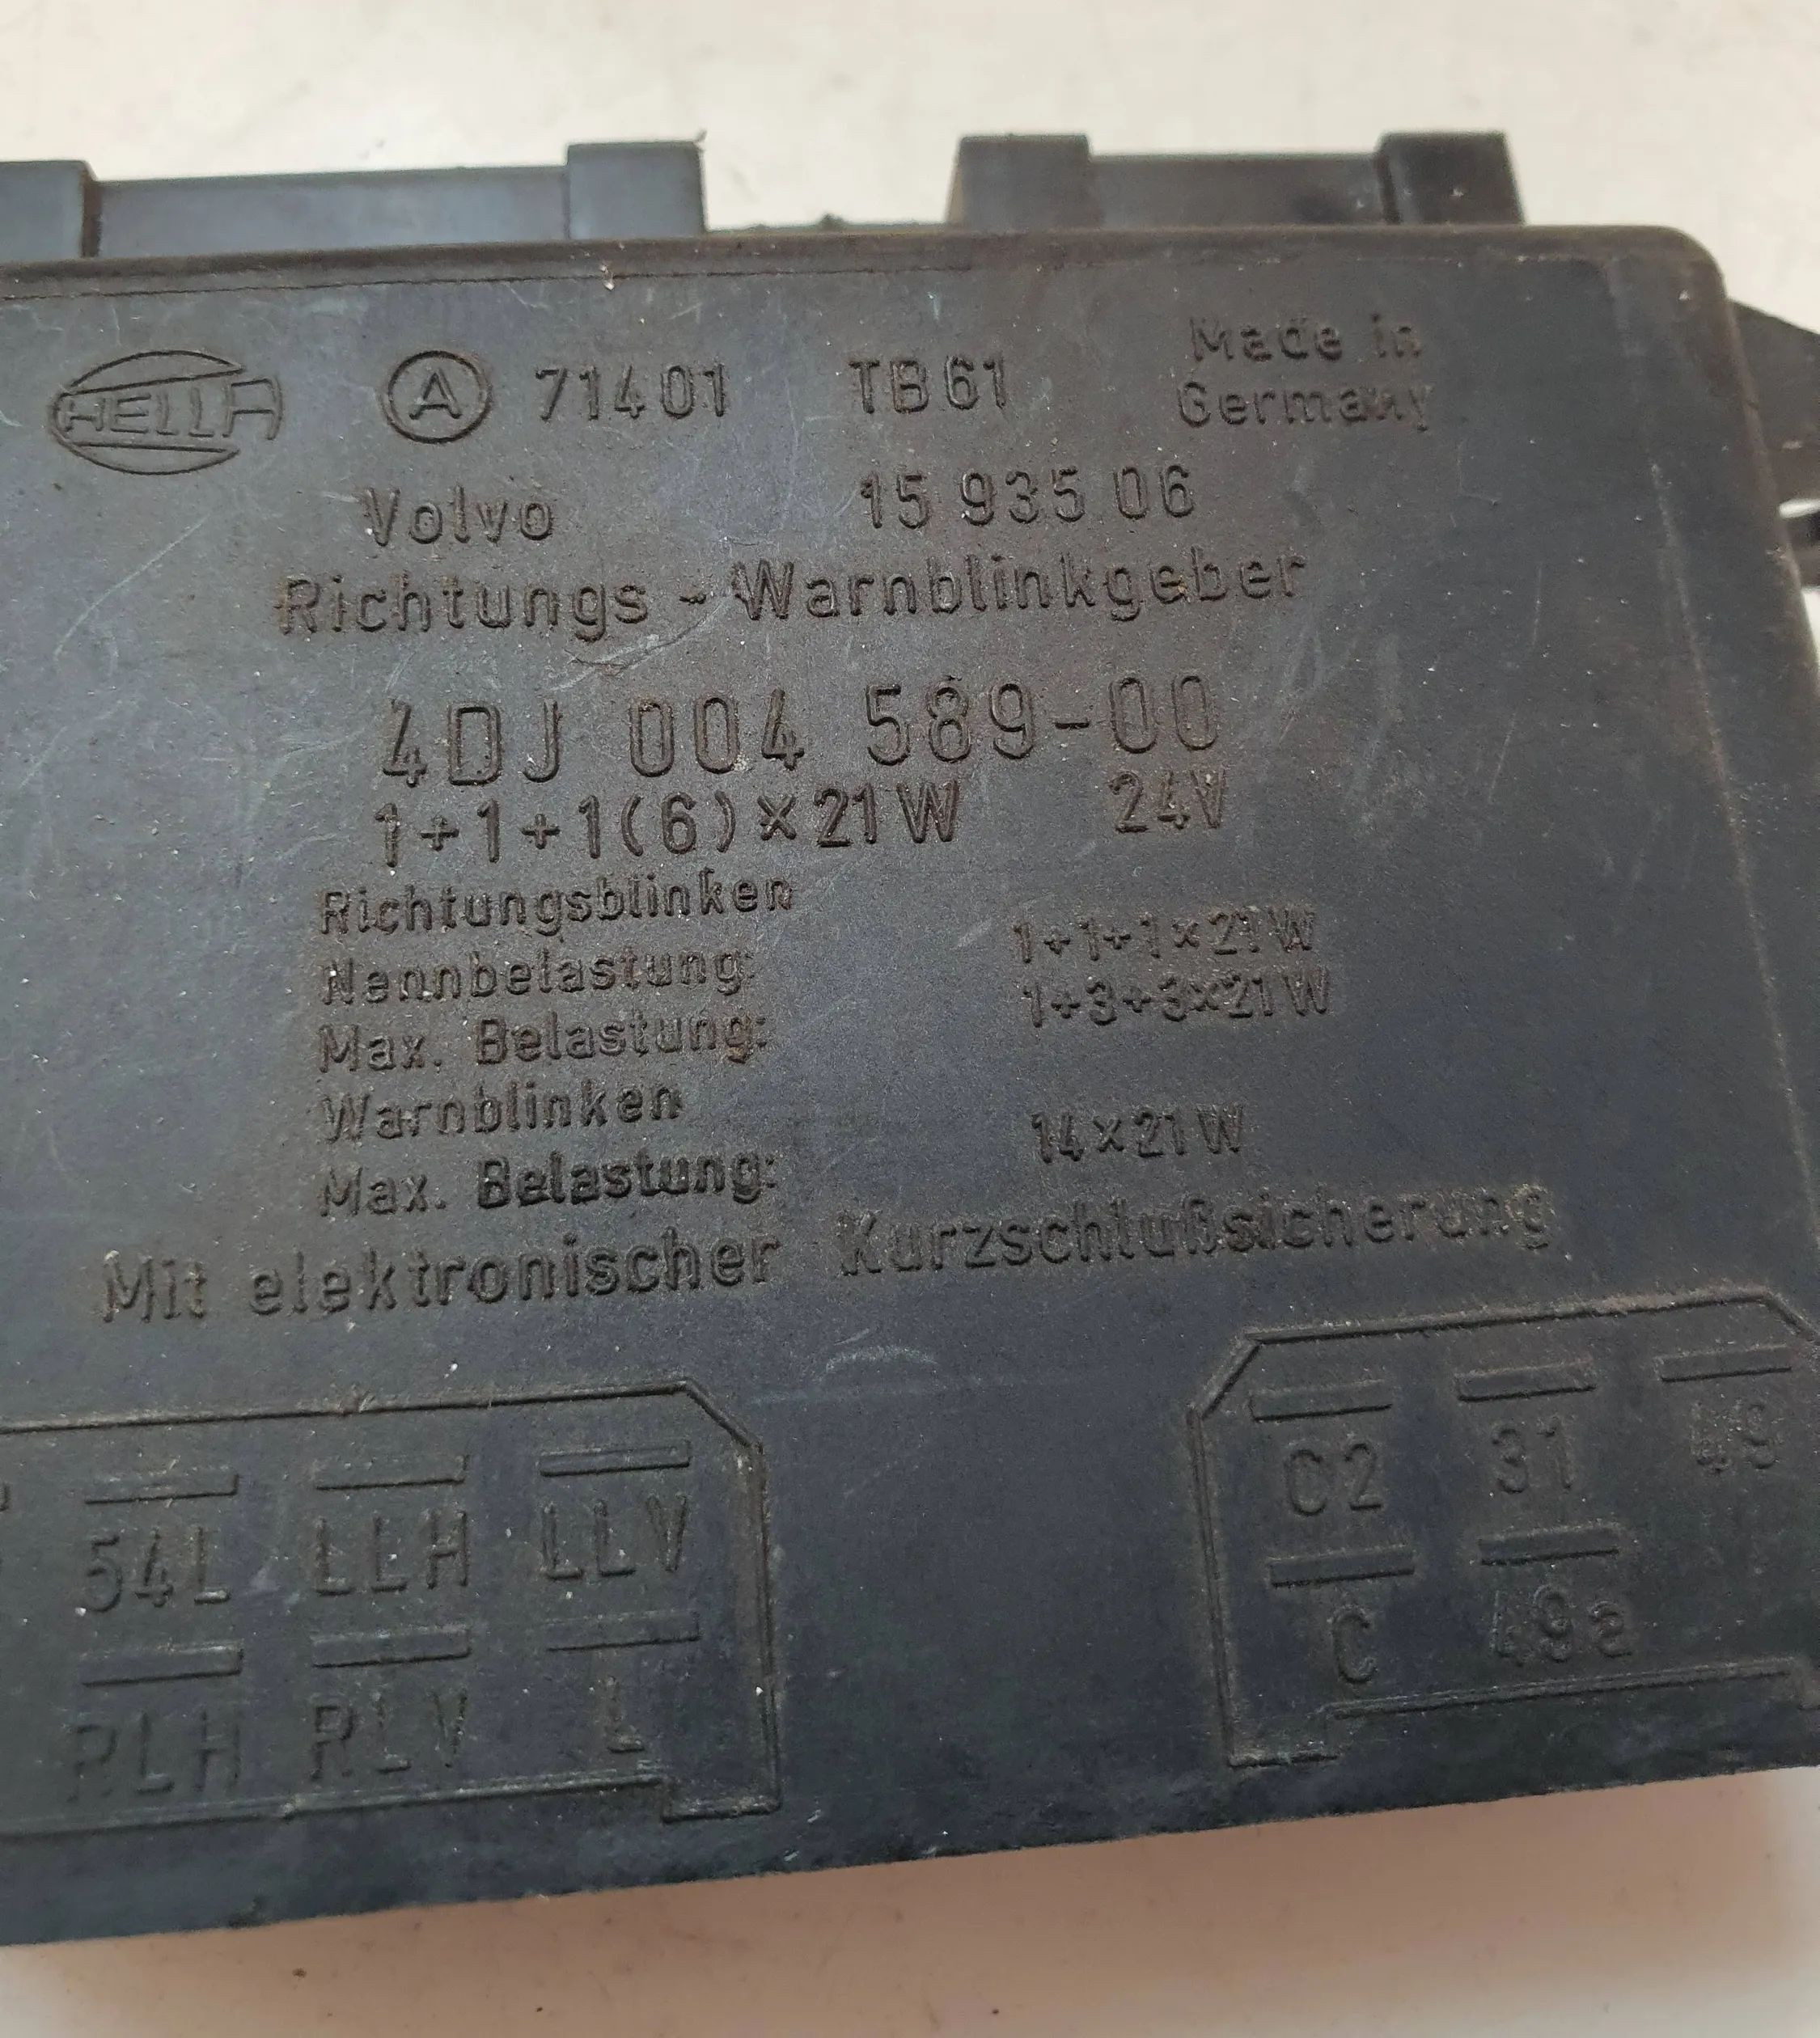 HELLA A 71401 TB61 Made in
Germany
Volvo 15 935 06
Richtungs - Warnblinkgeber
4DJ 004 589-00
1+1+1(6)×21W 24V
Richtungsblinken
Nennbelastung: 1+1+1×21W
Max. Belastung: 1+3+3×21W
Warnblinken
Max. Belastung: 14×21W
Mit elektronischer Kurzschlußsicherung
54L LLH LLV
RLH RLV L
C2 31 49
C 49a